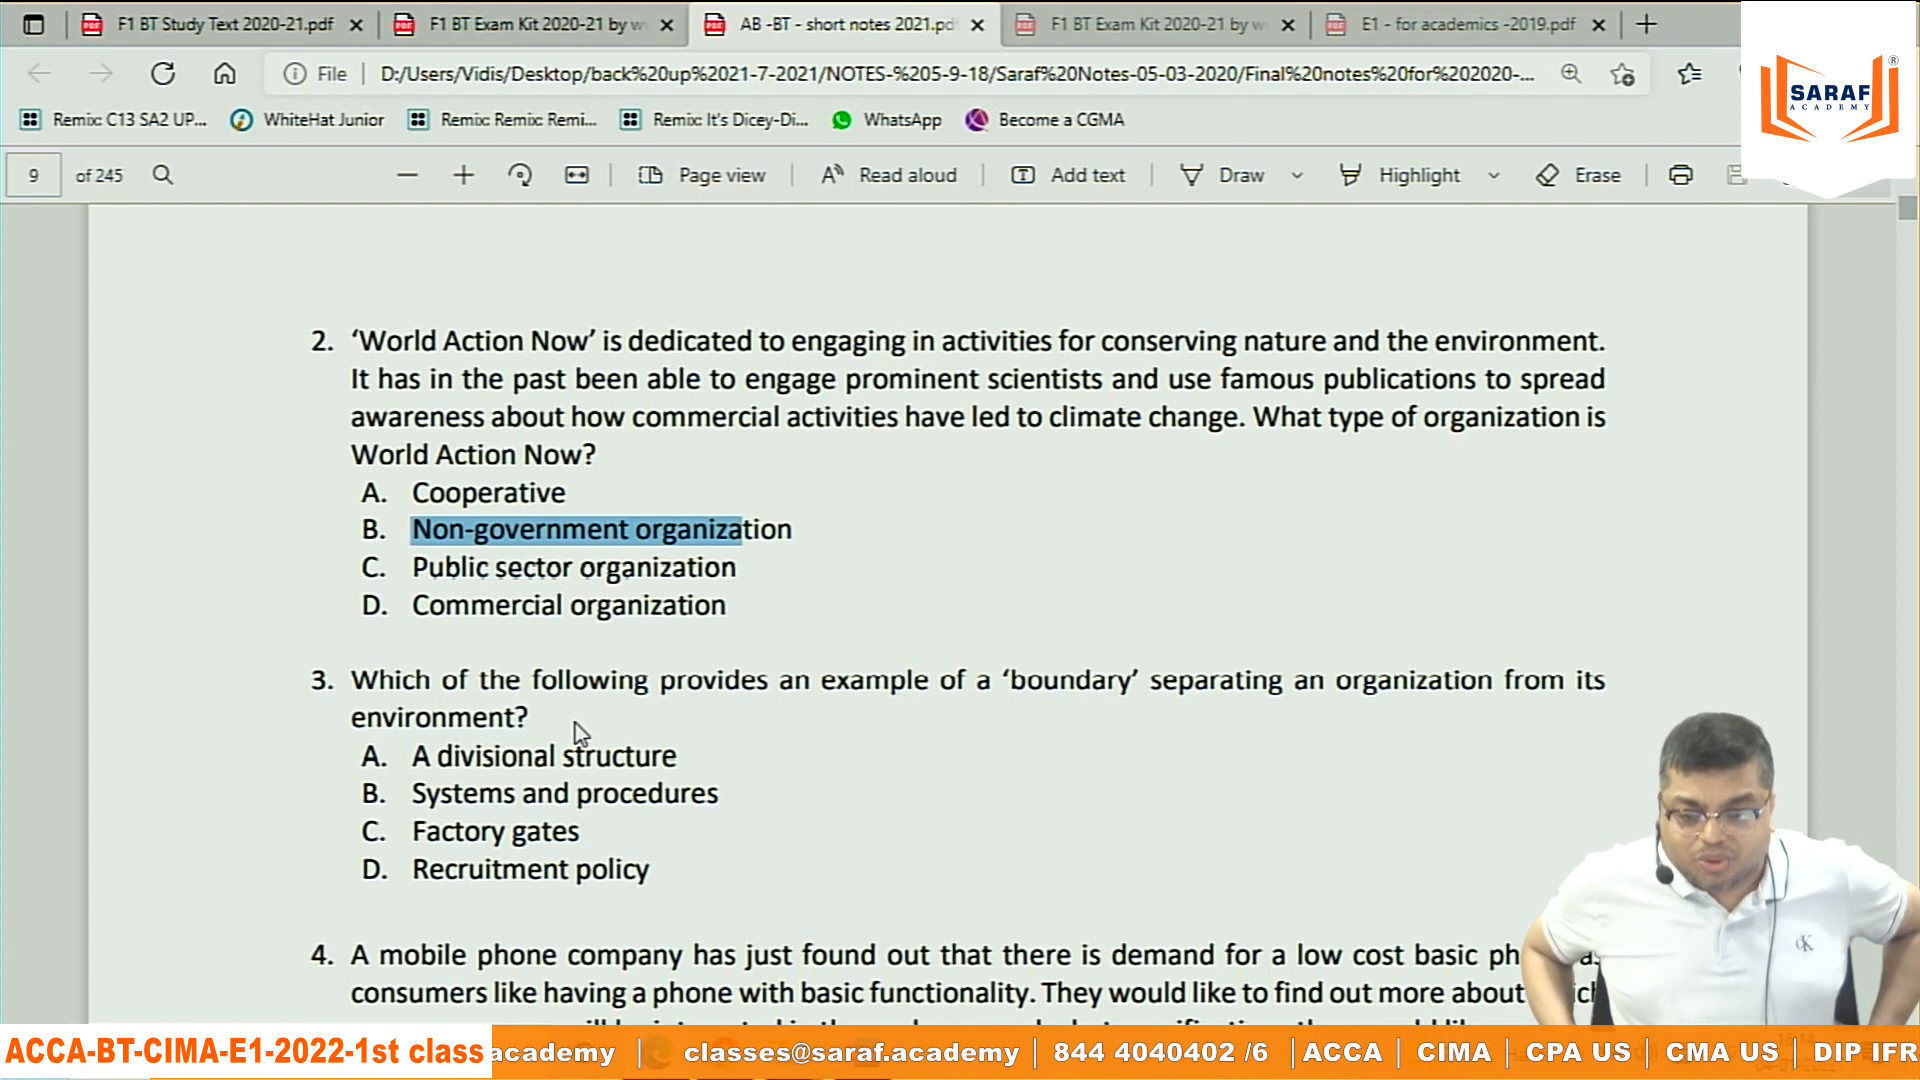 F1 BT Study Text 2020-21.pdf
F1 BT Exam Kit 2020-21 by w
AB -BT - short notes 2021.pd
F1 BT Exam Kit 2020-21 by w
E1 - for academics -2019.pdf
File
D:/Users/Vidis/Desktop/back%20up%2021-7-2021/NOTES-%205-9-18/Saraf%20Notes-05-03-2020/Final%20notes%20for%202020-...
SARAF
ACADEMY
®
Remix: C13 SA2 UP...
WhiteHat Junior
Remix: Remix: Remi...
Remix: It's Dicey-Di...
WhatsApp
Become a CGMA
9 of 245
Page view
Read aloud
Add text
Draw
Highlight
Erase
2. ‘World Action Now’ is dedicated to engaging in activities for conserving nature and the environment.
It has in the past been able to engage prominent scientists and use famous publications to spread
awareness about how commercial activities have led to climate change. What type of organization is
World Action Now?
A. Cooperative
B. Non-government organization
C. Public sector organization
D. Commercial organization
3. Which of the following provides an example of a ‘boundary’ separating an organization from its
environment?
A. A divisional structure
B. Systems and procedures
C. Factory gates
D. Recruitment policy
4. A mobile phone company has just found out that there is demand for a low cost basic
consumers like having a phone with basic functionality. They would like to find out more about
cK
ACCA-BT-CIMA-E1-2022-1st class
academy | classes@saraf.academy | 844 4040402 /6 |ACCA | CIMA | CPA US | CMA US | DIP IFR